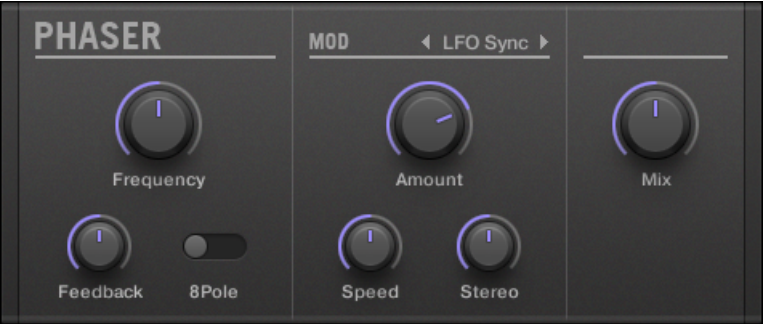 PHASER
MOD
LFO Sync
Frequency
Amount
Mix
Feedback
8Pole
Speed
Stereo